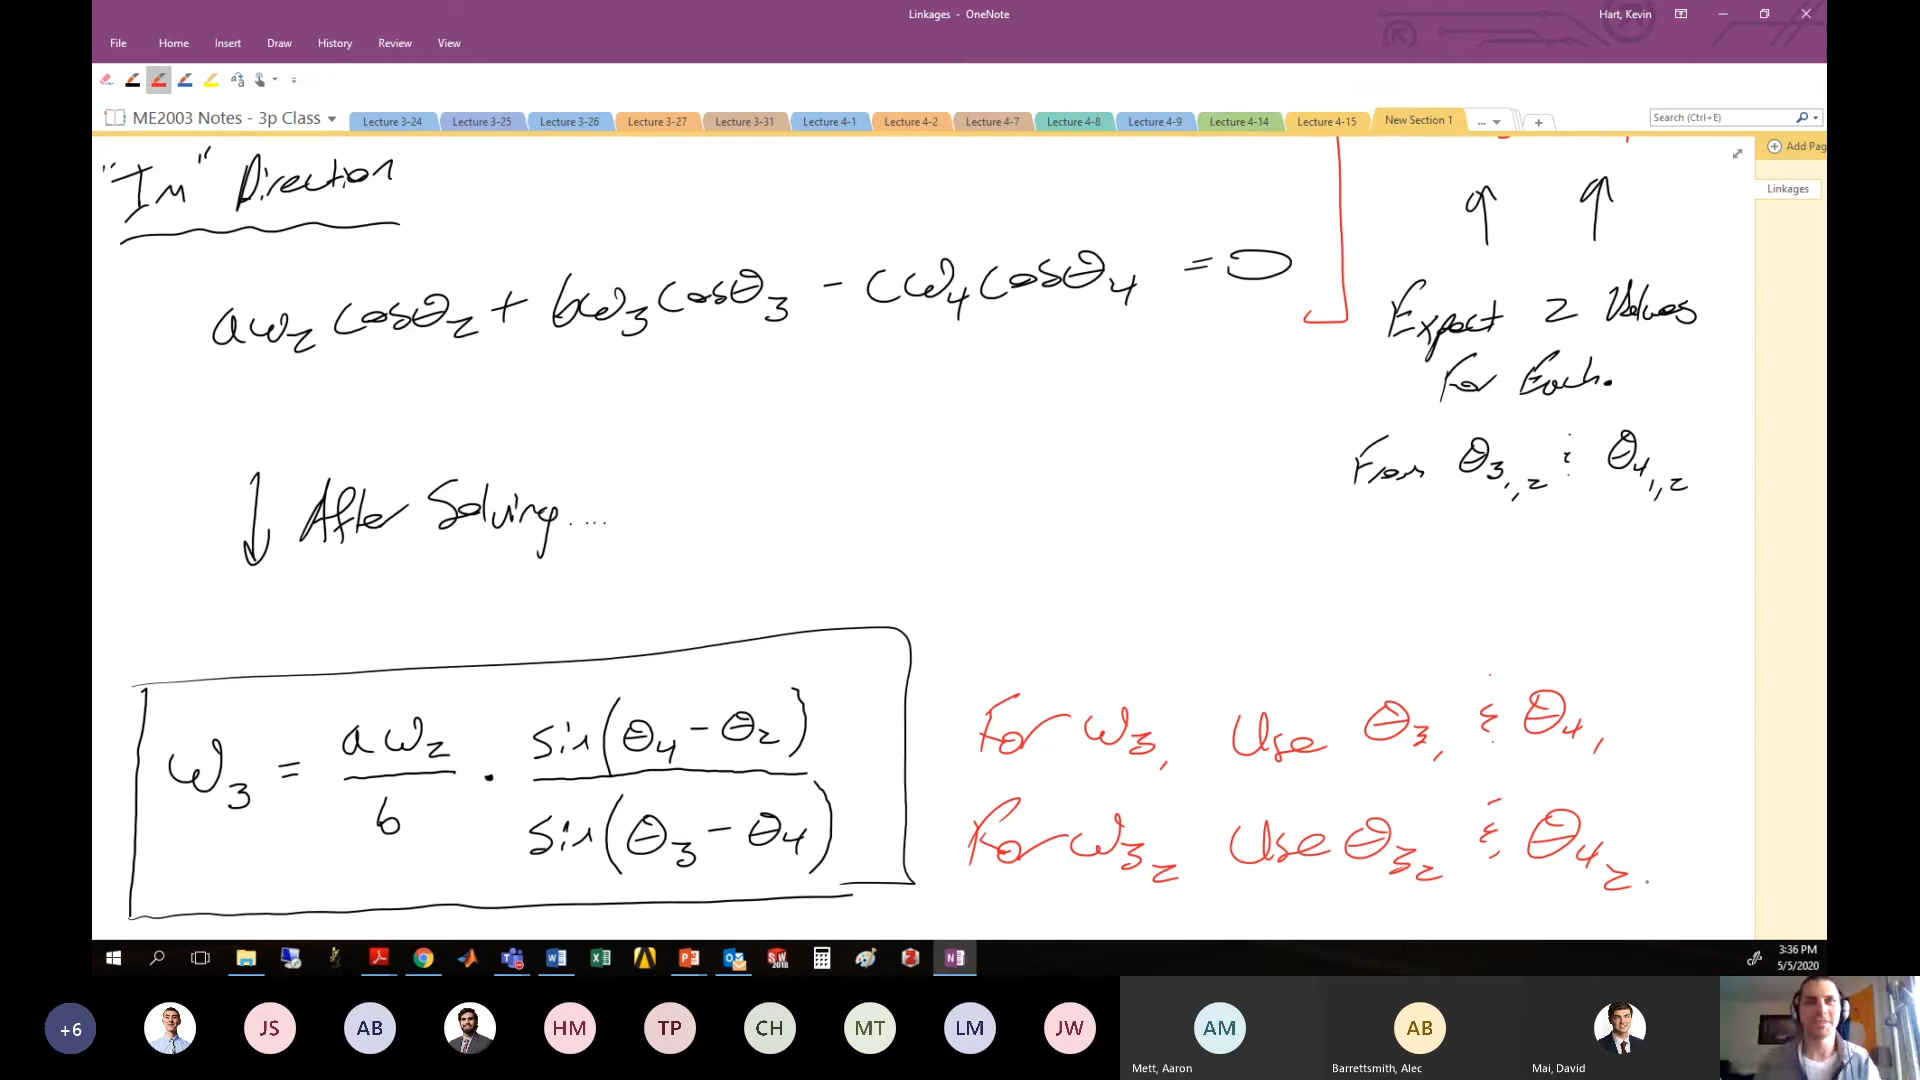 Linkages - OneNote
Hart, Kevin
File Home Insert Draw History Review View
ME2003 Notes - 3p Class
Lecture 3-24 Lecture 3-25 Lecture 3-26 Lecture 3-27 Lecture 3-31 Lecture 4-1 Lecture 4-2 Lecture 4-7 Lecture 4-8 Lecture 4-9 Lecture 4-14 Lecture 4-15 New Section 1 ...
Search (Ctrl+E)
Add Pag
Linkages
"Im" Direction
aω₂ cosθ₂ + bω₃ cosθ₃ - cω₄ cosθ₄ = 0
Expect 2 Values
For Each.
From θ₃₁,₂ & θ₄₁,₂
↓ After Solving....
ω₃ = aω₂/b · sin(θ₄ - θ₂)/sin(θ₃ - θ₄)
For ω₃₁ Use θ₃₁ & θ₄₁
For ω₃₂ Use θ₃₂ & θ₄₂.
3:36 PM
5/5/2020
+6 JS AB HM TP CH MT LM JW AM AB
Mett, Aaron
Barrettsmith, Alec
Mai, David